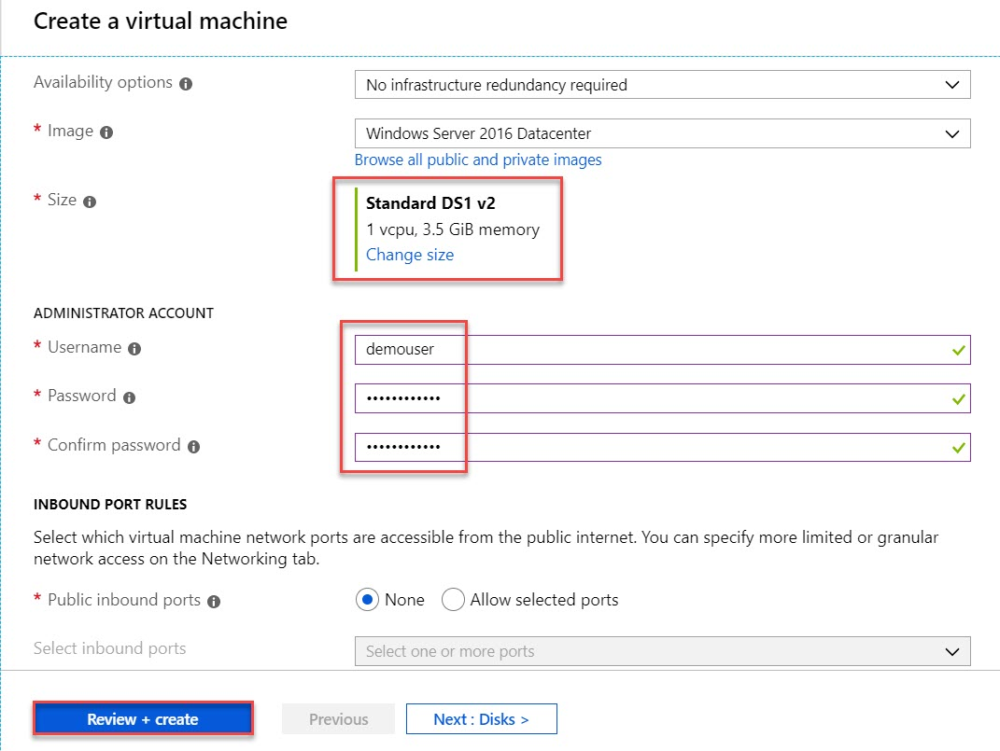 Create a virtual machine
Availability options
No infrastructure redundancy required
* Image
Windows Server 2016 Datacenter
Browse all public and private images
* Size
Standard DS1 v2
1 vcpu, 3.5 GiB memory
Change size
ADMINISTRATOR ACCOUNT
* Username
demouser
* Password
••••••••••••
* Confirm password
••••••••••••
INBOUND PORT RULES
Select which virtual machine network ports are accessible from the public internet. You can specify more limited or granular
network access on the Networking tab.
* Public inbound ports
None
Allow selected ports
Select inbound ports
Select one or more ports
Review + create
Previous
Next : Disks >